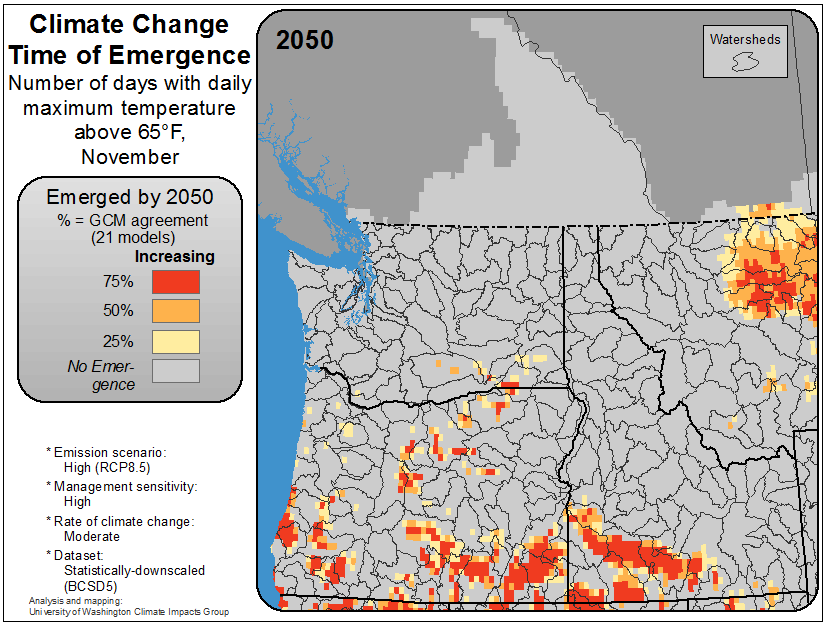 Climate Change
Time of Emergence
Number of days with daily
maximum temperature
above 65°F,
November
Emerged by 2050
% = GCM agreement
(21 models)
Increasing
75%
50%
25%
No Emer-
gence
* Emission scenario:
High (RCP8.5)
* Management sensitivity:
High
* Rate of climate change:
Moderate
* Dataset:
Statistically-downscaled
(BCSD5)
Analysis and mapping:
University of Washington Climate Impacts Group
2050
Watersheds